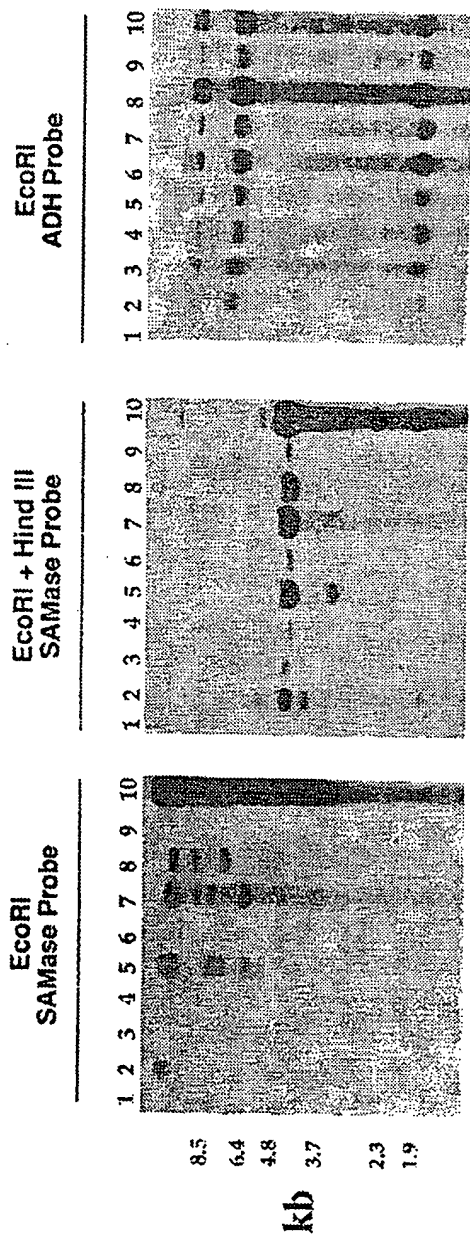 EcoRI
SAMase Probe
1 2 3 4 5 6 7 8 9 10
EcoRI + Hind III
SAMase Probe
1 2 3 4 5 6 7 8 9 10
EcoRI
ADH Probe
1 2 3 4 5 6 7 8 9 10
kb
8.5
6.4
4.8
3.7
2.3
1.9